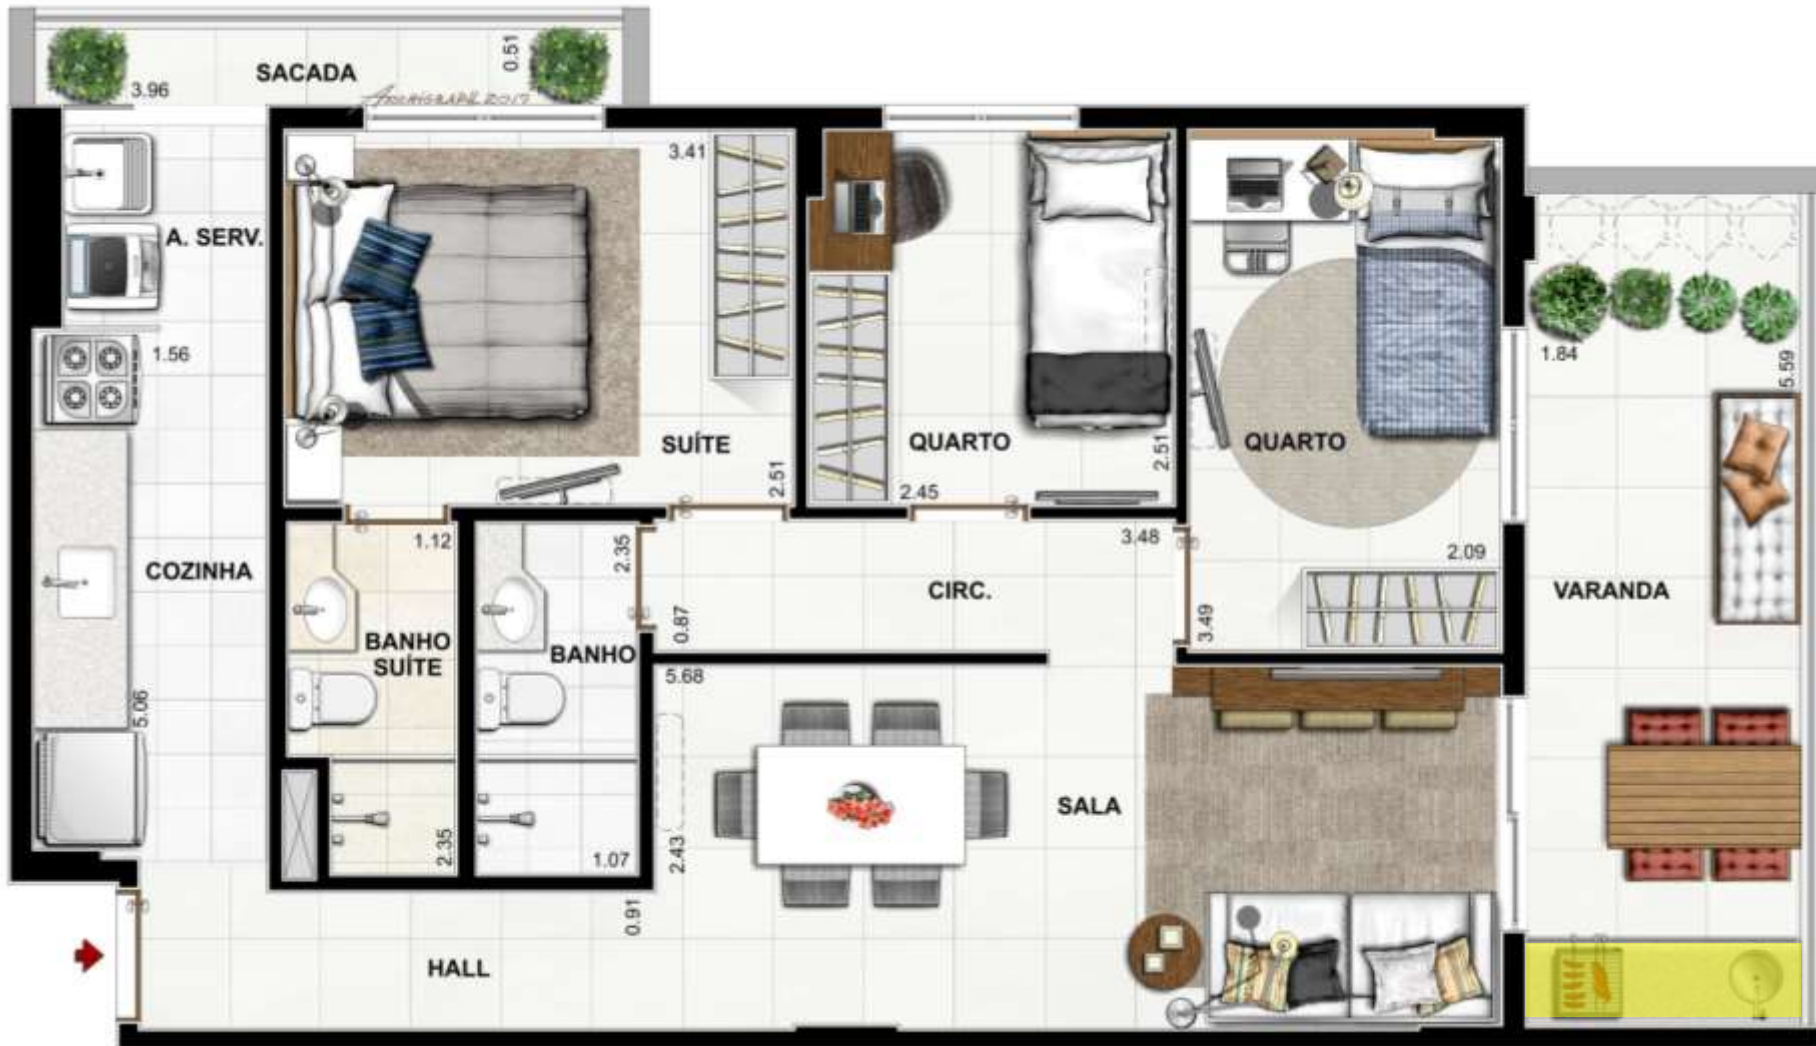 SACADA
0.51
3.96
3.41
A. SERV.
1.84
5.59
1.56
SUÍTE
QUARTO
QUARTO
2.51
2.51
2.45
1.12
2.35
3.48
2.09
COZINHA
CIRC.
VARANDA
0.87
3.49
BANHO
SUÍTE
BANHO
5.68
5.06
SALA
2.35
1.07
2.43
0.91
HALL